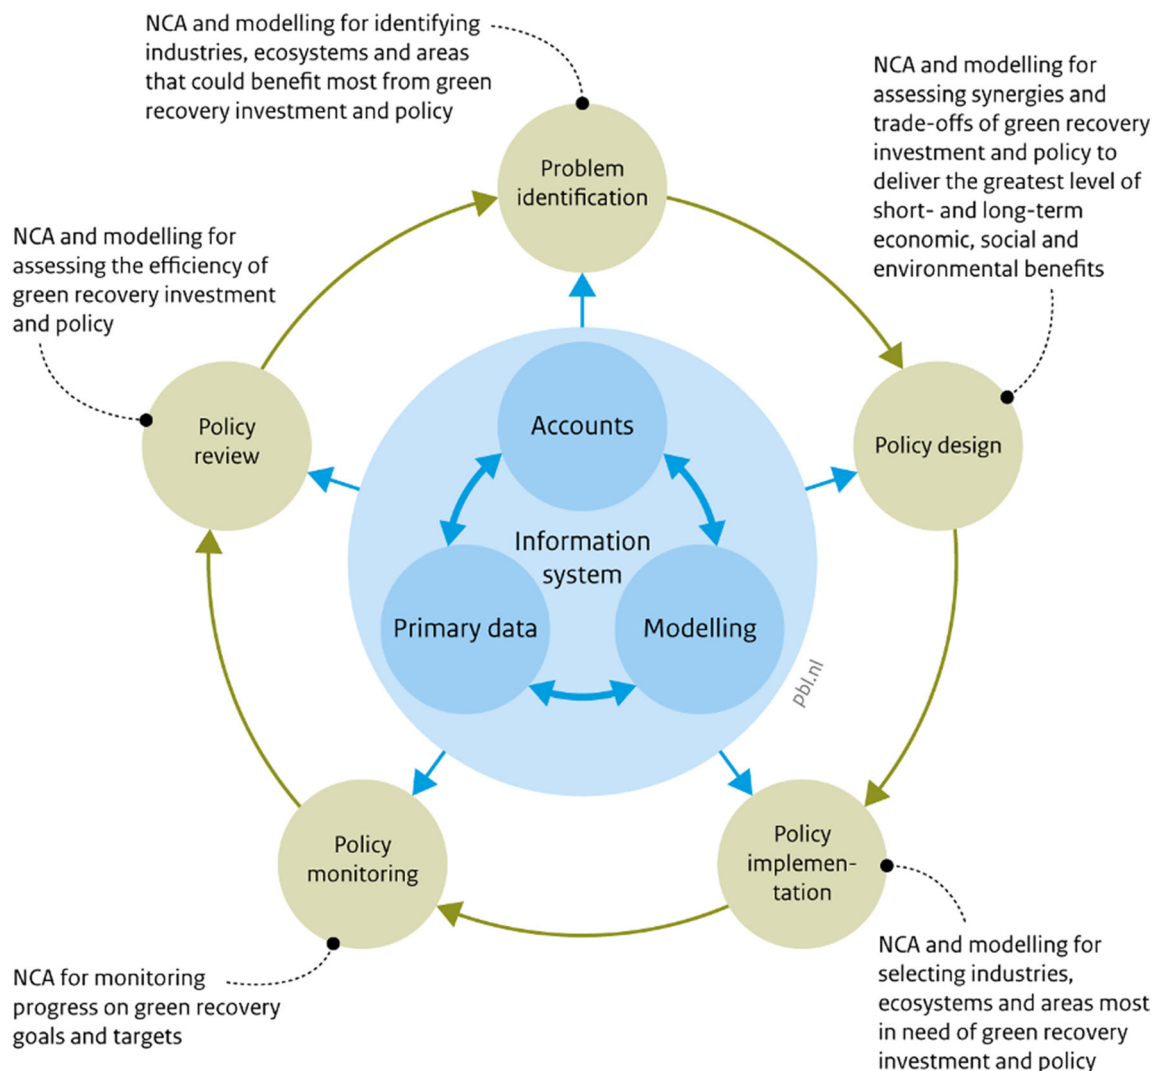 NCA and modelling for identifying
industries, ecosystems and areas
that could benefit most from green
recovery investment and policy
NCA and modelling for
assessing synergies and
trade-offs of green recovery
investment and policy to
deliver the greatest level of
short- and long-term
economic, social and
environmental benefits
Problem
identification
NCA and modelling for
assessing the efficiency of
green recovery investment
and policy
Policy
review
Accounts
Policy design
Information
system
Primary data
Modelling
pbl.nl
Policy
monitoring
Policy
implemen-
tation
NCA for monitoring
progress on green recovery
goals and targets
NCA and modelling for
selecting industries,
ecosystems and areas most
in need of green recovery
investment and policy